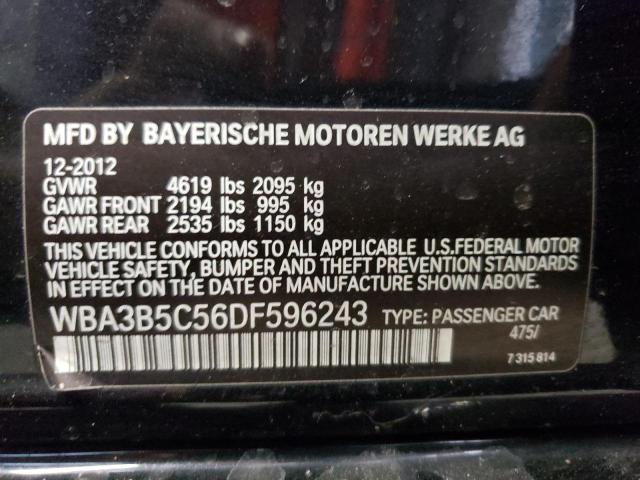 MFD BY BAYERISCHE MOTOREN WERKE AG
12-2012
GVWR 4619 lbs 2095 kg
GAWR FRONT 2194 lbs 995 kg
GAWR REAR 2535 lbs 1150 kg
THIS VEHICLE CONFORMS TO ALL APPLICABLE U.S.FEDERAL MOTOR
VEHICLE SAFETY, BUMPER AND THEFT PREVENTION STANDARDS
IN EFFECT ON THE DATE OF MANUFACTURE SHOWN ABOVE.
WBA3B5C56DF596243 TYPE: PASSENGER CAR
475/
7 315 814